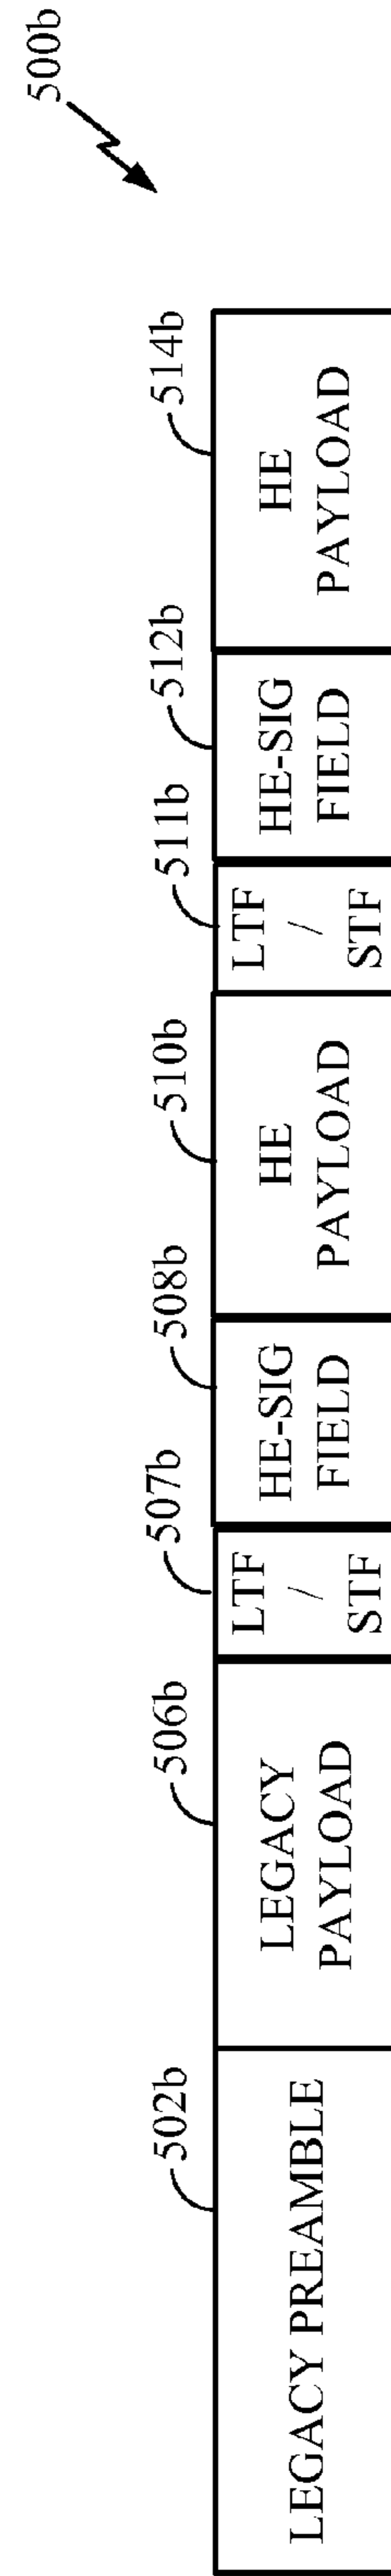 500b
502b
506b
507b
508b
510b
511b
512b
514b
LEGACY PREAMBLE
LEGACY
PAYLOAD
LTF
/
STF
HE-SIG
FIELD
HE
PAYLOAD
LTF
/
STF
HE-SIG
FIELD
HE
PAYLOAD